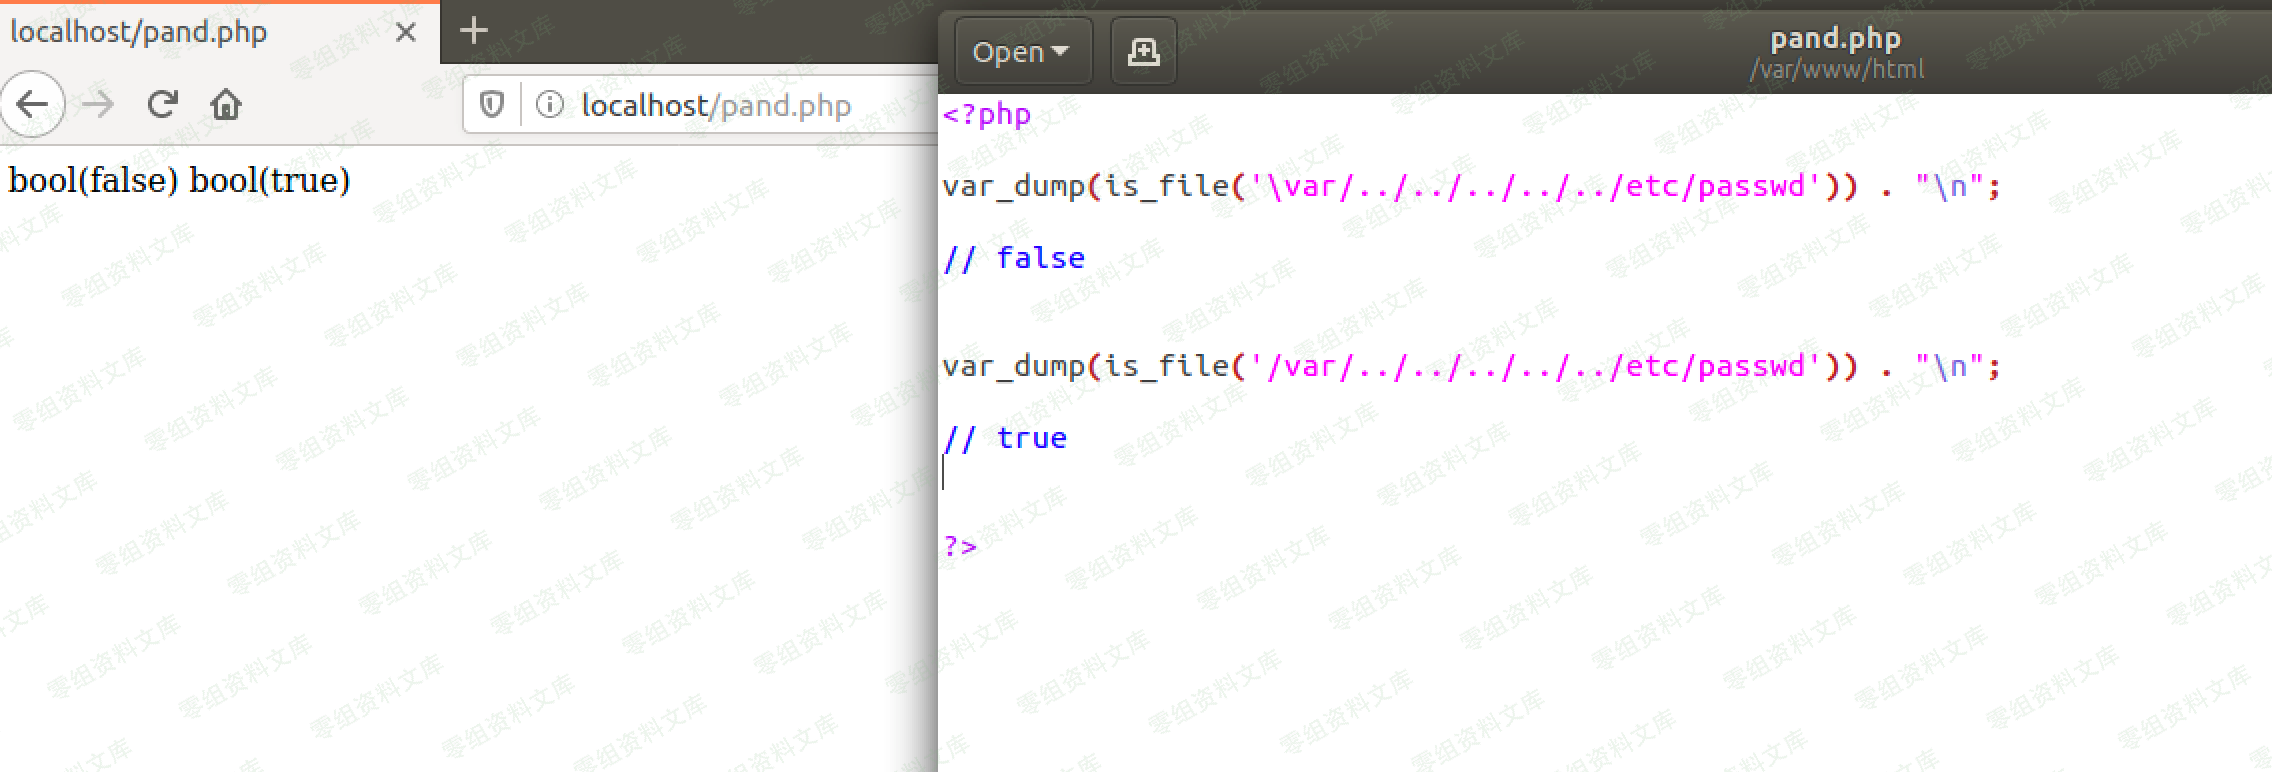 localhost/pand.php
localhost/pand.php
bool(false) bool(true)
Open
pand.php
/var/www/html
<?php
var_dump(is_file('\var/../../../../../etc/passwd')) . "\n";
// false
var_dump(is_file('/var/../../../../../etc/passwd')) . "\n";
// true
?>
零组资料文库